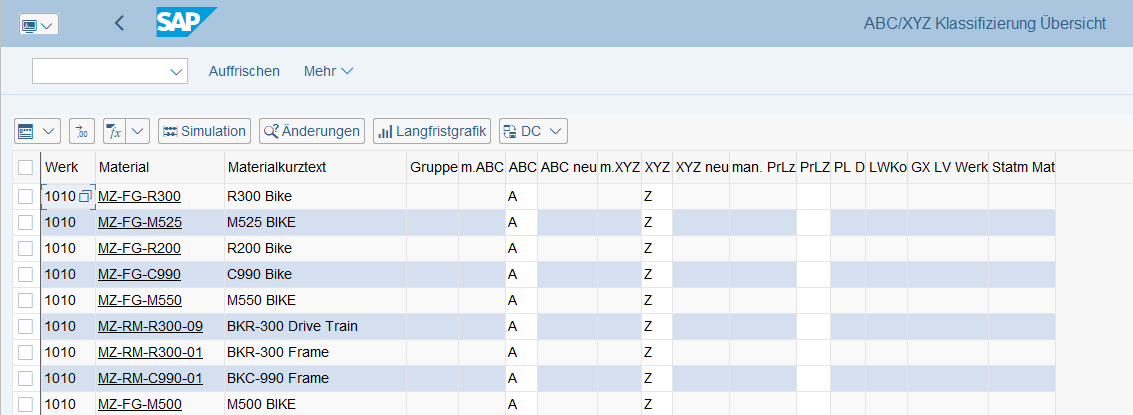 SAP ABC/XYZ Klassifizierung Übersicht
Auffrischen Mehr
,00 fx Simulation Änderungen Langfristgrafik DC
Werk Material Materialkurztext Gruppe m.ABC ABC ABC neu m.XYZ XYZ XYZ neu man. PrLz PrLZ PL D LWKo GX LV Werk Statm Mat
1010 MZ-FG-R300 R300 Bike A Z
1010 MZ-FG-M525 M525 BIKE A Z
1010 MZ-FG-R200 R200 Bike A Z
1010 MZ-FG-C990 C990 Bike A Z
1010 MZ-FG-M550 M550 BIKE A Z
1010 MZ-RM-R300-09 BKR-300 Drive Train A Z
1010 MZ-RM-R300-01 BKR-300 Frame A Z
1010 MZ-RM-C990-01 BKC-990 Frame A Z
1010 MZ-FG-M500 M500 BIKE A Z